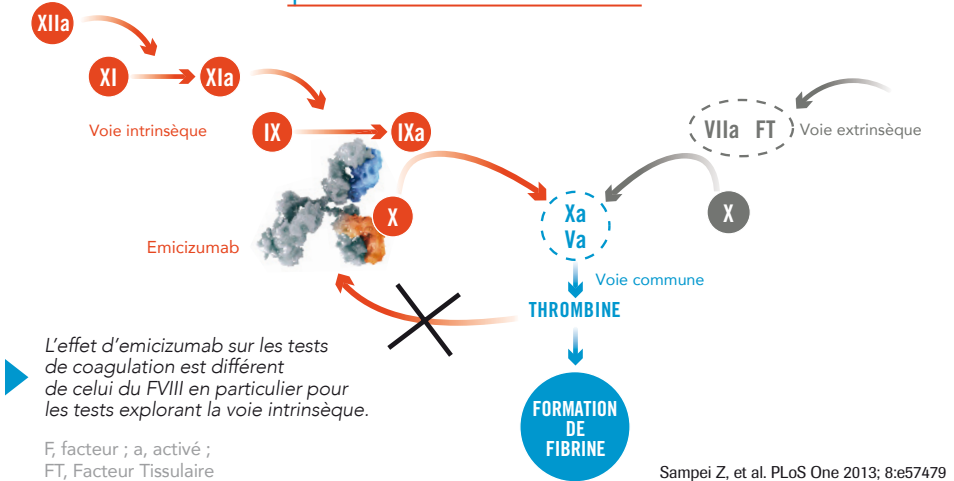 XIIa
XI
XIa
Voie intrinsèque
IX
IXa
VIIa FT
Voie extrinsèque
X
Xa
Va
X
Emicizumab
Voie commune
THROMBINE
L'effet d'emicizumab sur les tests
de coagulation est différent
de celui du FVIII en particulier pour
les tests explorant la voie intrinsèque.
FORMATION
DE
FIBRINE
F, facteur ; a, activé ;
FT, Facteur Tissulaire
Sampei Z, et al. PLoS One 2013; 8:e57479